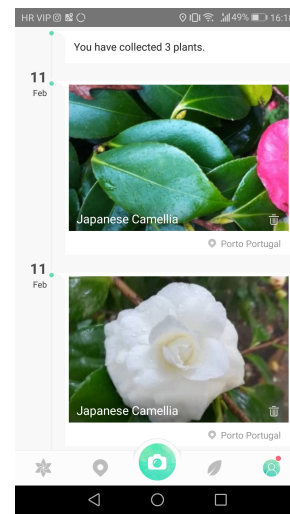 HR VIP 49% 16:18
You have collected 3 plants.
11
Feb
Japanese Camellia
Porto Portugal
11
Feb
Japanese Camellia
Porto Portugal